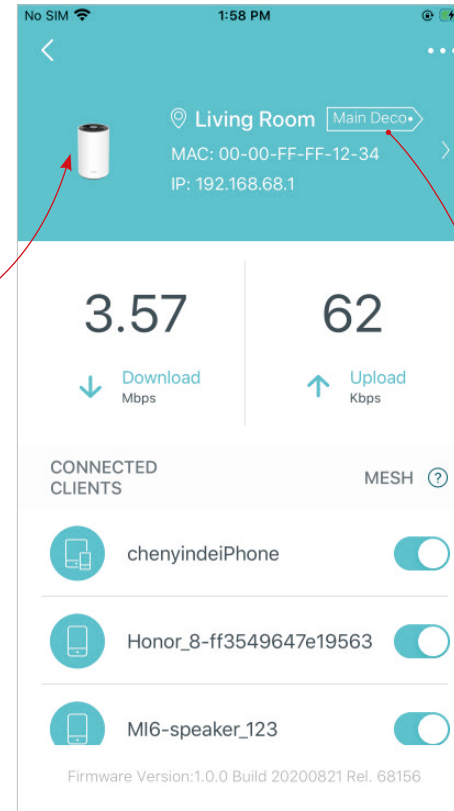 No SIM 1:58 PM
Living Room Main Deco
MAC: 00-00-FF-FF-12-34
IP: 192.168.68.1
3.57 62
Download Upload
Mbps Kbps
CONNECTED
CLIENTS MESH ?
chenyindeiPhone
Honor_8-ff3549647e19563
MI6-speaker_123
Firmware Version:1.0.0 Build 20200821 Rel. 68156